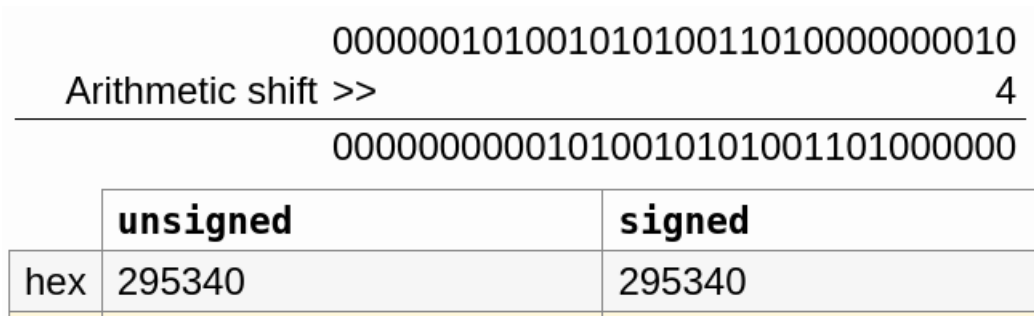 00000010100101010011010000000010
Arithmetic shift >> 4
00000000001010010101001101000000
unsigned signed
hex 295340 295340